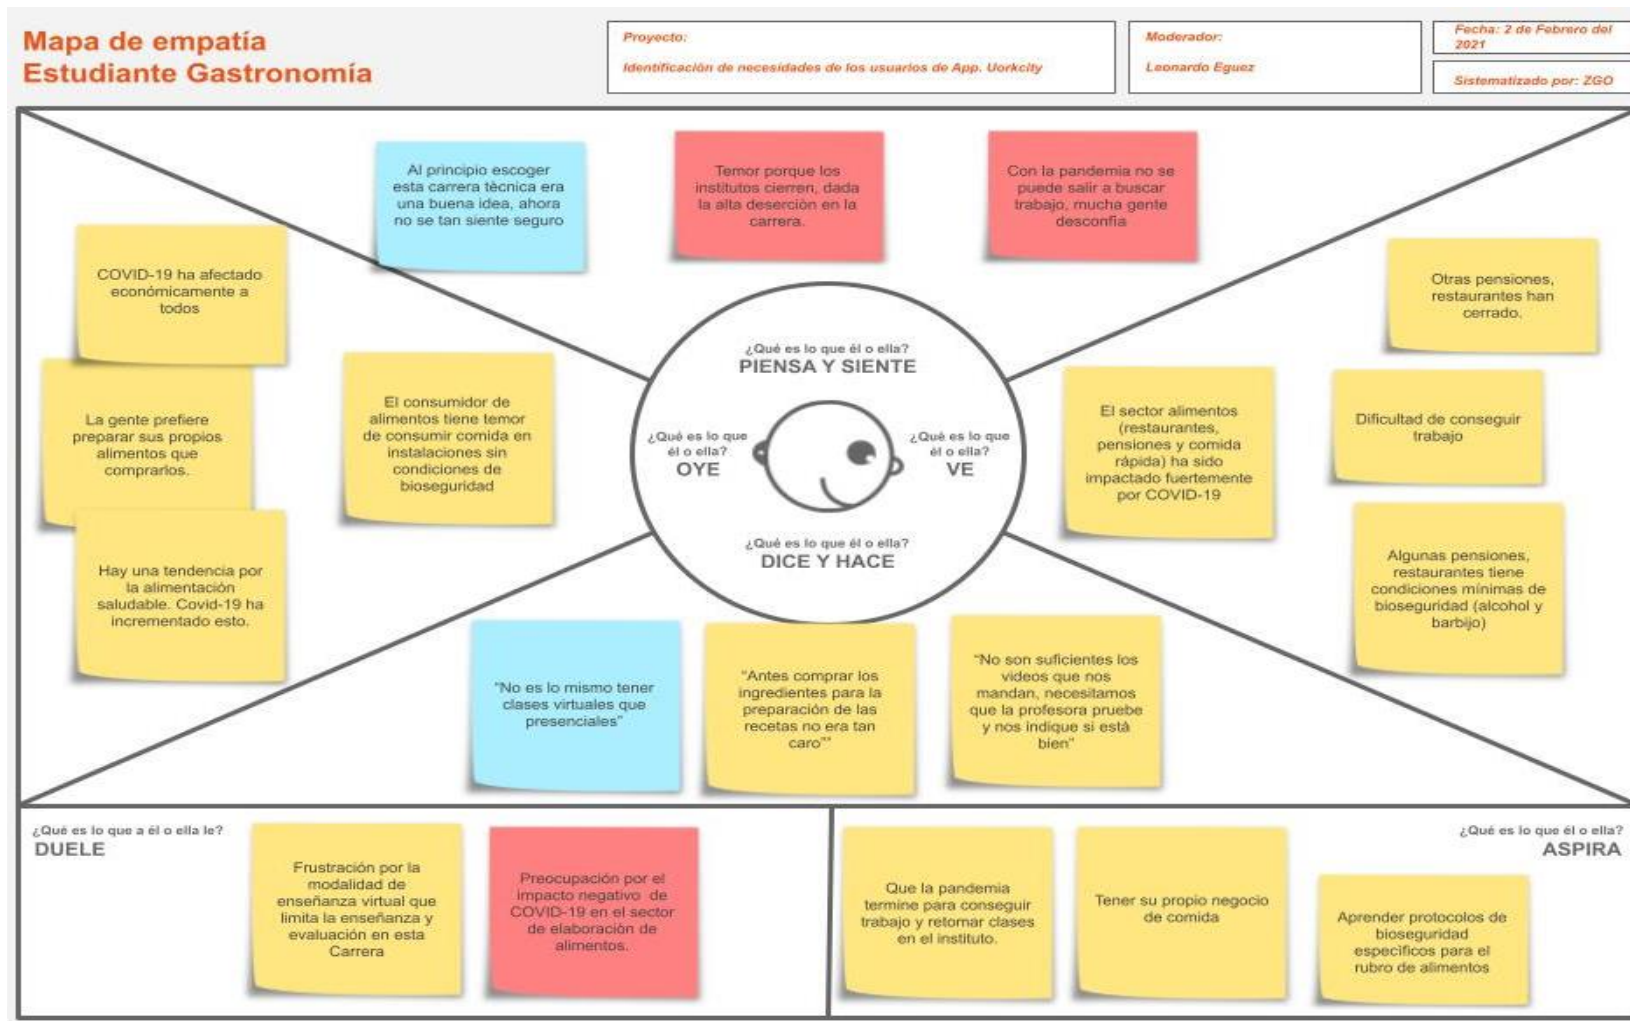 Mapa de empatía
Estudiante Gastronomía
Proyecto:
Identificación de necesidades de los usuarios de App. Uorkcity
Moderador:
Leonardo Eguez
Fecha: 2 de Febrero del
2021
Sistematizado por: ZGO
Al principio escoger
esta carrera técnica era
una buena idea, ahora
no se tan siente seguro
Temor porque los
institutos cierren, dada
la alta deserción en la
carrera.
Con la pandemia no se
puede salir a buscar
trabajo, mucha gente
desconfia
COVID-19 ha afectado
económicamente a
todos
La gente prefiere
preparar sus propios
alimentos que
comprarlos.
El consumidor de
alimentos tiene temor
de consumir comida en
instalaciones sin
condiciones de
bioseguridad
Hay una tendencia por
la alimentación
saludable. Covid-19 ha
incrementado esto.
¿Qué es lo que él o ella?
PIENSA Y SIENTE
¿Qué es lo que
él o ella?
OYE
¿Qué es lo que
él o ella?
VE
¿Qué es lo que él o ella?
DICE Y HACE
Otras pensiones,
restaurantes han
cerrado.
El sector alimentos
(restaurantes,
pensiones y comida
rápida) ha sido
impactado fuertemente
por COVID-19
Dificultad de conseguir
trabajo
Algunas pensiones,
restaurantes tiene
condiciones mínimas de
bioseguridad (alcohol y
barbijo)
"No es lo mismo tener
clases virtuales que
presenciales"
"Antes comprar los
ingredientes para la
preparación de las
recetas no era tan
caro""
"No son suficientes los
videos que nos
mandan, necesitamos
que la profesora pruebe
y nos indique si está
bien"
¿Qué es lo que a él o ella le?
DUELE
Frustración por la
modalidad de
enseñanza virtual que
limita la enseñanza y
evaluación en esta
Carrera
Preocupación por el
impacto negativo de
COVID-19 en el sector
de elaboración de
alimentos.
Que la pandemia
termine para conseguir
trabajo y retomar clases
en el instituto.
Tener su propio negocio
de comida
Aprender protocolos de
bioseguridad
específicos para el
rubro de alimentos
¿Qué es lo que él o ella?
ASPIRA